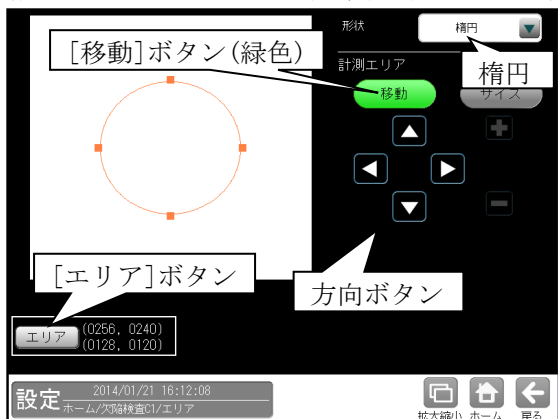 形状
楕円
[移動]ボタン(緑色)
計測エリア
楕円
移動
サイズ
[エリア]ボタン
方向ボタン
エリア
(0256, 0240)
(0128, 0120)
設定
2014/01/21 16:12:08
ホーム/欠陥検査C1/エリア
拡大縮小
ホーム
戻る